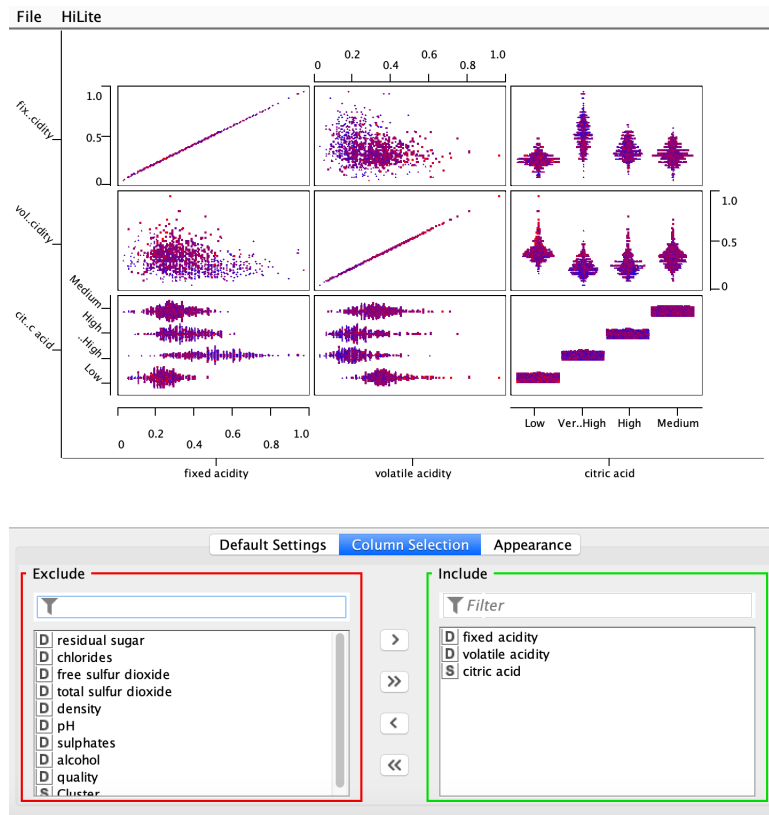 File HiLite
0 0.2 0.4 0.6 0.8 1.0
fix..cidity
1.0
0.5
0
vol..cidity
1.0
0.5
0
cit..c acid
Medium
High
..High
Low
0 0.2 0.4 0.6 0.8 1.0
Low Ver..High High Medium
fixed acidity volatile acidity citric acid
Default Settings Column Selection Appearance
Exclude
Include
Filter
D residual sugar
D chlorides
D free sulfur dioxide
D total sulfur dioxide
D density
D pH
D sulphates
D alcohol
D quality
S Cluster
>
>>
<
<<
D fixed acidity
D volatile acidity
S citric acid